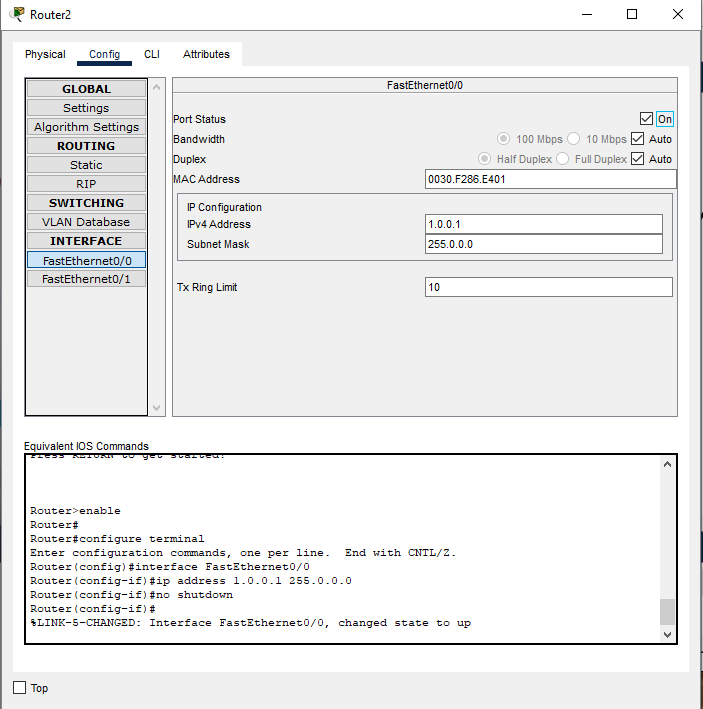 Router2
Physical Config CLI Attributes
GLOBAL
Settings
Algorithm Settings
ROUTING
Static
RIP
SWITCHING
VLAN Database
INTERFACE
FastEthernet0/0
FastEthernet0/1
FastEthernet0/0
Port Status On
Bandwidth 100 Mbps 10 Mbps Auto
Duplex Half Duplex Full Duplex Auto
MAC Address 0030.F286.E401
IP Configuration
IPv4 Address 1.0.0.1
Subnet Mask 255.0.0.0
Tx Ring Limit 10
Equivalent IOS Commands
Press RETURN to get started!
Router>enable
Router#
Router#configure terminal
Enter configuration commands, one per line.  End with CNTL/Z.
Router(config)#interface FastEthernet0/0
Router(config-if)#ip address 1.0.0.1 255.0.0.0
Router(config-if)#no shutdown
Router(config-if)#
%LINK-5-CHANGED: Interface FastEthernet0/0, changed state to up
Top